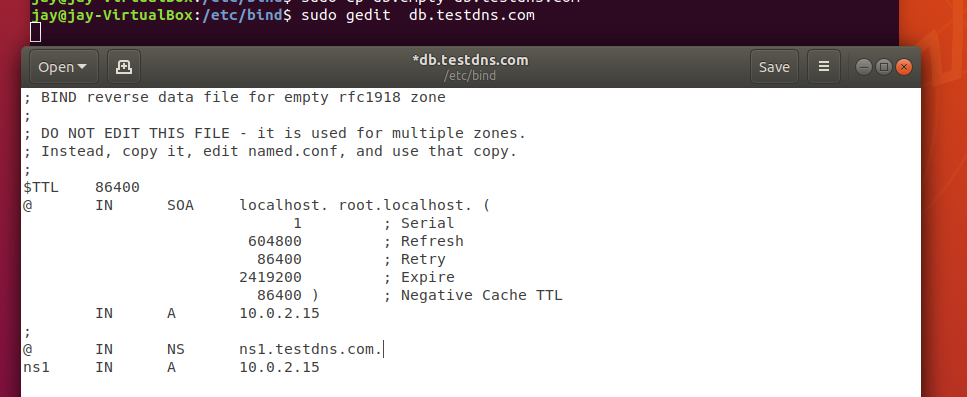 jay@jay-VirtualBox:/etc/bind$ sudo cp db.empty db.testdns.com
jay@jay-VirtualBox:/etc/bind$ sudo gedit  db.testdns.com
Open
*db.testdns.com
/etc/bind
Save
; BIND reverse data file for empty rfc1918 zone
;
; DO NOT EDIT THIS FILE - it is used for multiple zones.
; Instead, copy it, edit named.conf, and use that copy.
;
$TTL    86400
@       IN      SOA     localhost. root.localhost. (
                              1         ; Serial
                         604800         ; Refresh
                          86400         ; Retry
                        2419200         ; Expire
                          86400 )       ; Negative Cache TTL
        IN      A       10.0.2.15
;
@       IN      NS      ns1.testdns.com.
ns1     IN      A       10.0.2.15